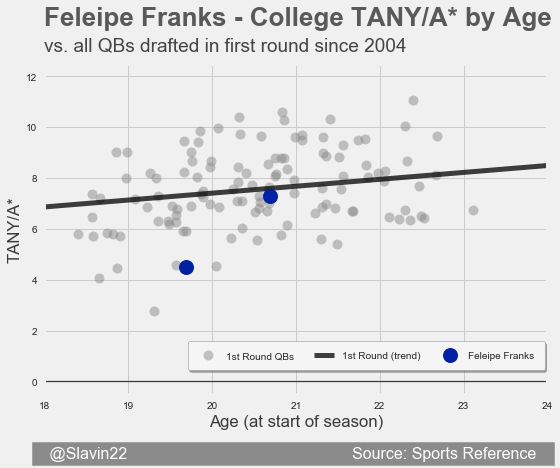 Feleipe Franks - College TANY/A* by Age
vs. all QBs drafted in first round since 2004
12
10
8
6
4
2
0
TANY/A*
1st Round QBs
1st Round (trend)
Feleipe Franks
18
19
20
21
22
23
24
Age (at start of season)
@Slavin22
Source: Sports Reference